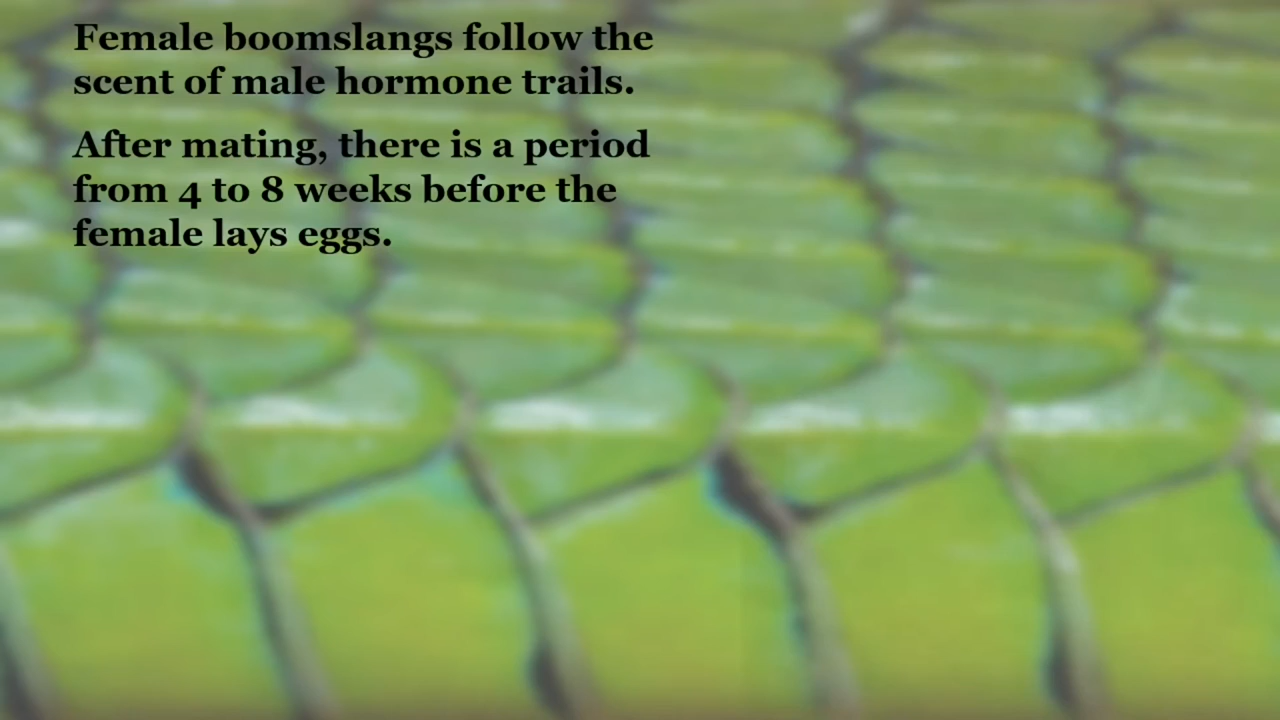 Female boomslangs follow the
scent of male hormone trails.
After mating, there is a period
from 4 to 8 weeks before the
female lays eggs.